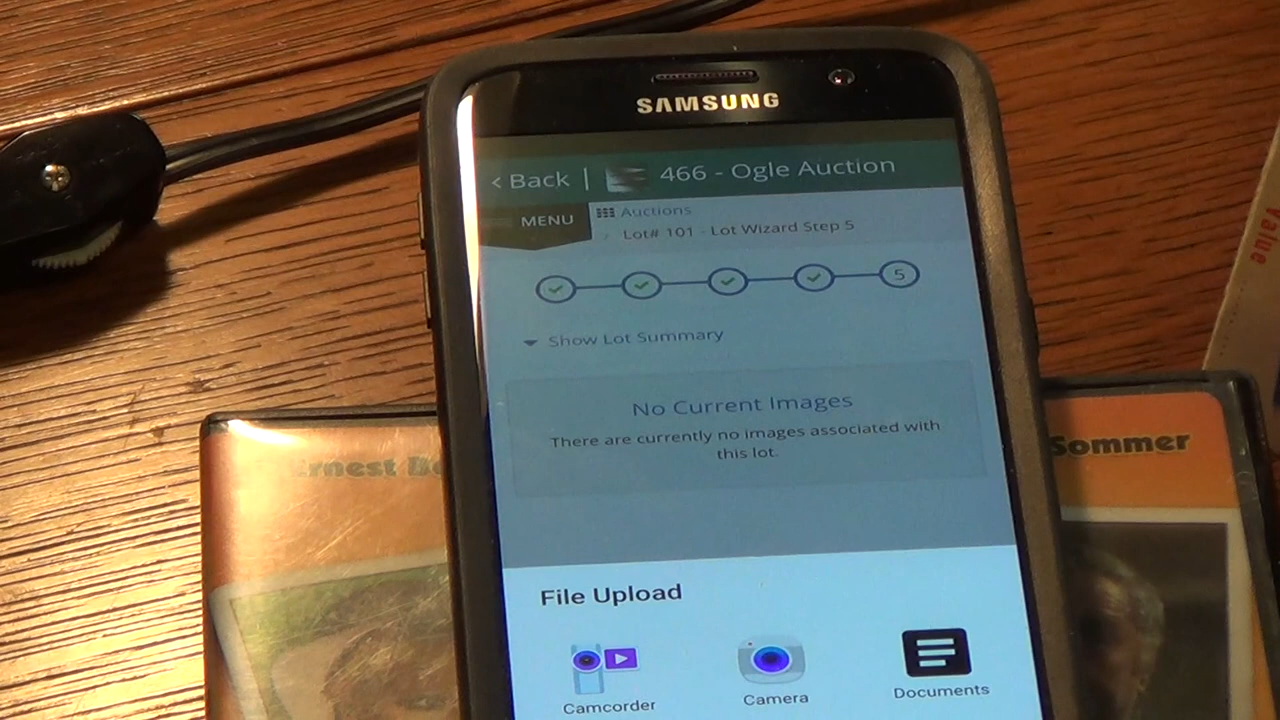 SAMSUNG
< Back | 466 - Ogle Auction
MENU
Auctions
Lot# 101 - Lot Wizard Step 5
5
Show Lot Summary
No Current Images
There are currently no images associated with
this lot.
File Upload
Camcorder
Camera
Documents
Ernest
Sommer
value